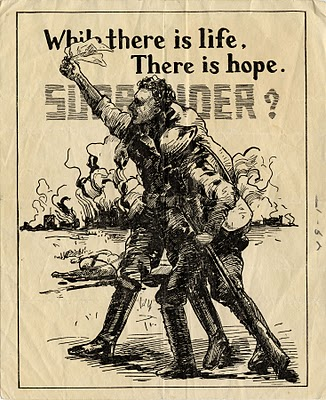 While there is life,
There is hope.
SURRENDER ?